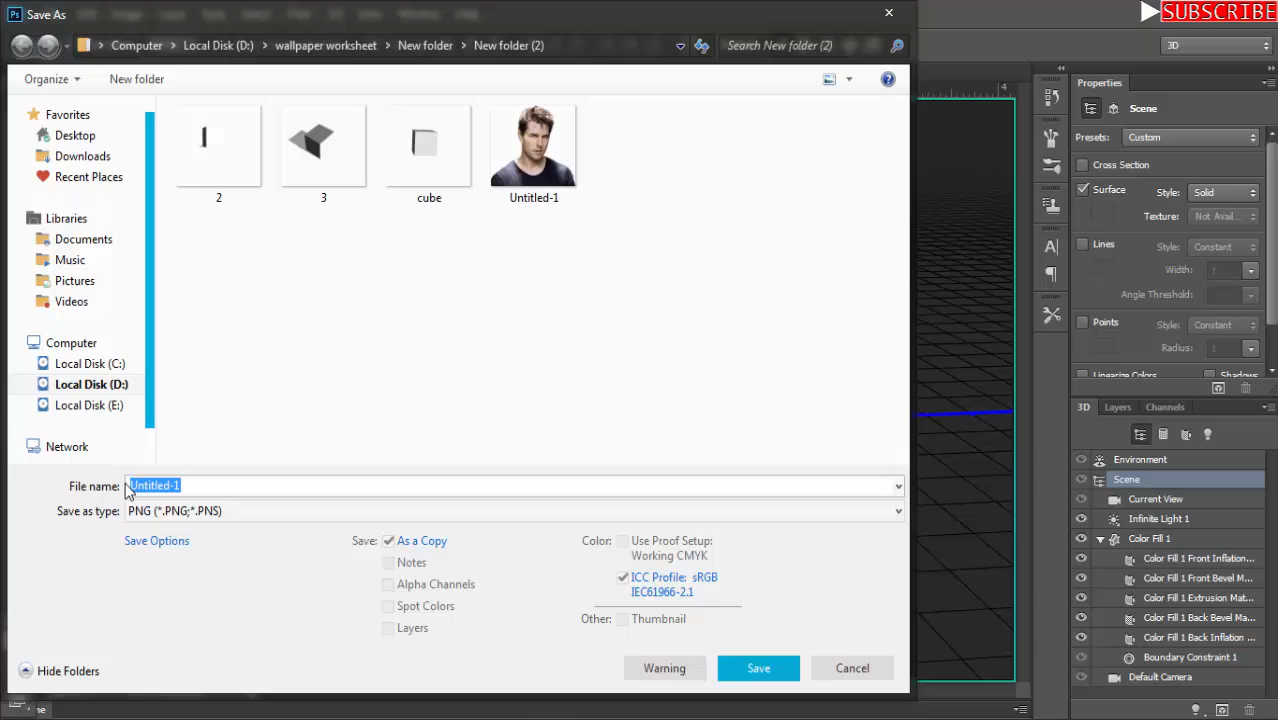 Save As
SUBSCRIBE
Computer Local Disk (D:) wallpaper worksheet New folder New folder (2) Search New folder (2)
3D
Organize New folder
Favorites
Desktop
Downloads
Recent Places
Libraries
Documents
Music
Pictures
Videos
Computer
Local Disk (C:)
Local Disk (D:)
Local Disk (E:)
Network
2 3 cube Untitled-1
File name: Untitled-1
Save as type: PNG (*.PNG;*.PNS)
Save Options
Save: As a Copy
Notes
Alpha Channels
Spot Colors
Layers
Color: Use Proof Setup:
Working CMYK
ICC Profile: sRGB
IEC61966-2.1
Other: Thumbnail
Hide Folders
Warning Save Cancel
4
Properties
Scene
Presets: Custom
Cross Section
Surface Style: Solid
Texture: Not Avail...
Lines Style: Constant
Width: 1
Angle Threshold:
Points Style: Constant
Radius: 1
Linearize Colors Shadows
3D Layers Channels
Environment
Scene
Current View
Infinite Light 1
Color Fill 1
Color Fill 1 Front Inflation...
Color Fill 1 Front Bevel M...
Color Fill 1 Extrusion Mat...
Color Fill 1 Back Bevel Ma...
Color Fill 1 Back Inflation ...
Boundary Constraint 1
Default Camera